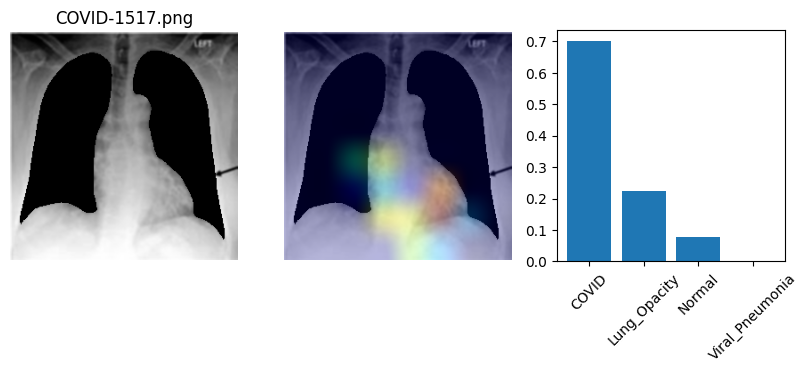 COVID-1517.png
LEFT
LEFT
0.7
0.6
0.5
0.4
0.3
0.2
0.1
0.0
COVID
Lung_Opacity
Normal
Viral_Pneumonia